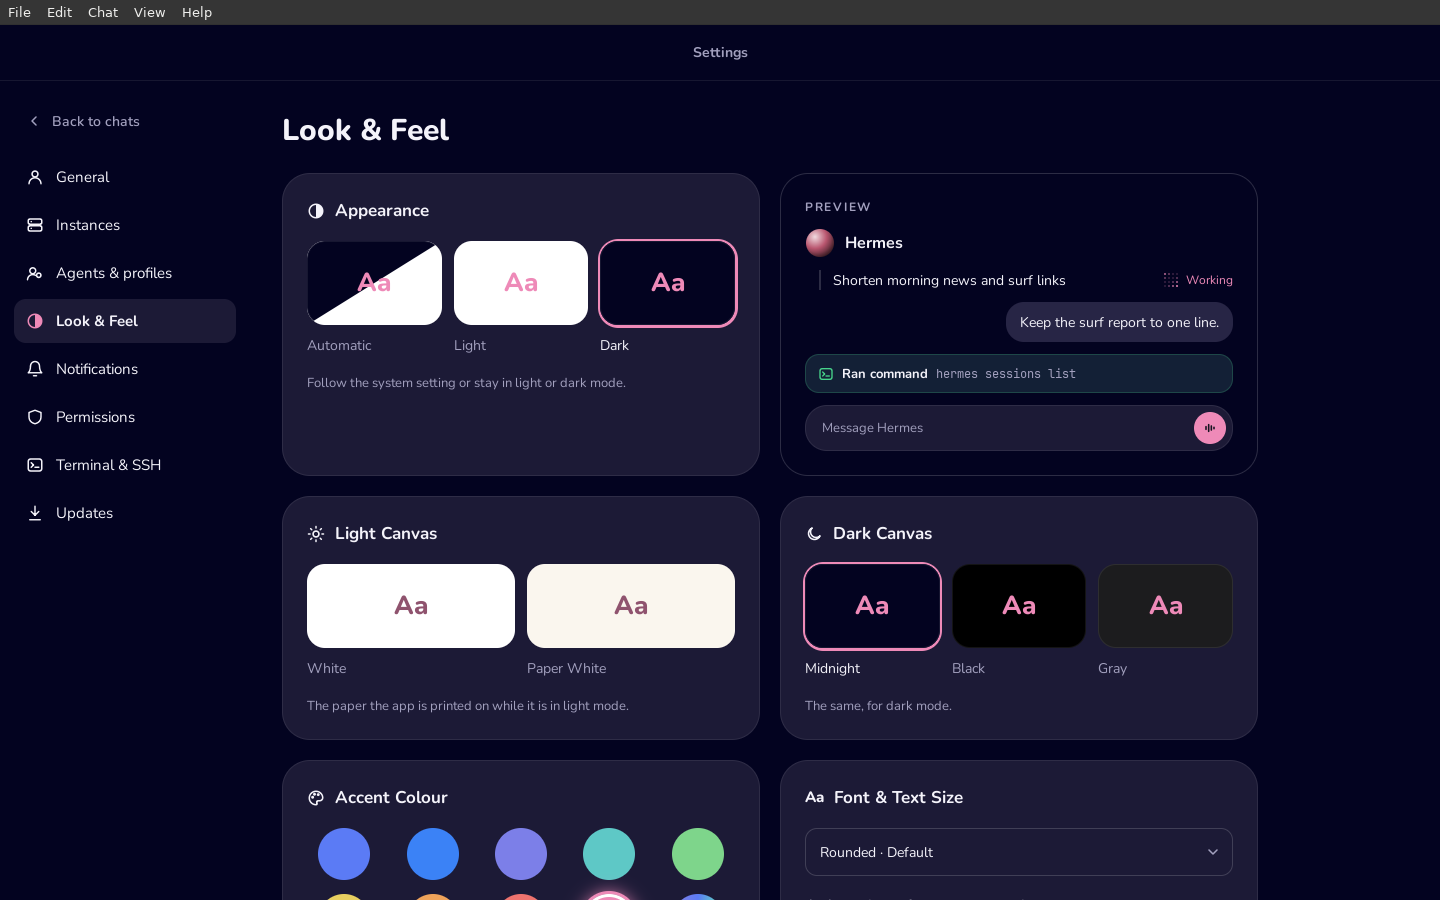 File Edit Chat View Help
Settings
Back to chats
General
Instances
Agents & profiles
Look & Feel
Notifications
Permissions
Terminal & SSH
Updates
Look & Feel
Appearance
Aa Aa Aa
Automatic Light Dark
Follow the system setting or stay in light or dark mode.
PREVIEW
Hermes
Shorten morning news and surf links Working
Keep the surf report to one line.
Ran command hermes sessions list
Message Hermes
Light Canvas
Aa Aa
White Paper White
The paper the app is printed on while it is in light mode.
Dark Canvas
Aa Aa Aa
Midnight Black Gray
The same, for dark mode.
Accent Colour
Aa Font & Text Size
Rounded · Default